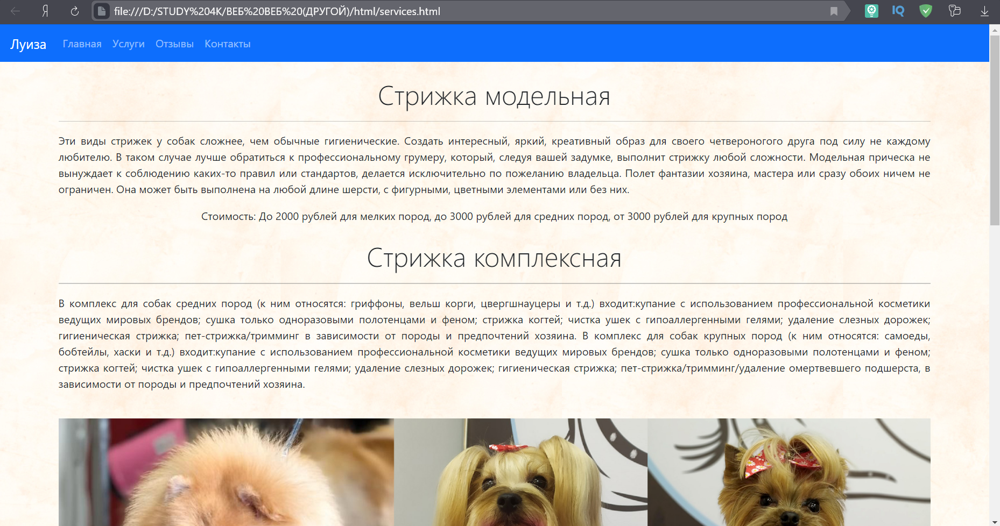 Я
file:///D:/STUDY%204K/ВЕБ%20ВЕБ%20(ДРУГОЙ)/html/services.html
IQ
Луиза Главная Услуги Отзывы Контакты
Стрижка модельная
Эти виды стрижек у собак сложнее, чем обычные гигиенические. Создать интересный, яркий, креативный образ для своего четвероногого друга под силу не каждому
любителю. В таком случае лучше обратиться к профессиональному грумеру, который, следуя вашей задумке, выполнит стрижку любой сложности. Модельная прическа не
вынуждает к соблюдению каких-то правил или стандартов, делается исключительно по пожеланию владельца. Полет фантазии хозяина, мастера или сразу обоих ничем не
ограничен. Она может быть выполнена на любой длине шерсти, с фигурными, цветными элементами или без них.
Стоимость: До 2000 рублей для мелких пород, до 3000 рублей для средних пород, от 3000 рублей для крупных пород
Стрижка комплексная
В комплекс для собак средних пород (к ним относятся: гриффоны, вельш корги, цвергшнауцеры и т.д.) входит:купание с использованием профессиональной косметики
ведущих мировых брендов; сушка только одноразовыми полотенцами и феном; стрижка когтей; чистка ушек с гипоаллергенными гелями; удаление слезных дорожек;
гигиеническая стрижка; пет-стрижка/тримминг в зависимости от породы и предпочтений хозяина. В комплекс для собак крупных пород (к ним относятся: самоеды,
бобтейлы, хаски и т.д.) входит:купание с использованием профессиональной косметики ведущих мировых брендов; сушка только одноразовыми полотенцами и феном;
стрижка когтей; чистка ушек с гипоаллергенными гелями; удаление слезных дорожек; гигиеническая стрижка; пет-стрижка/тримминг/удаление омертвевшего подшерста, в
зависимости от породы и предпочтений хозяина.